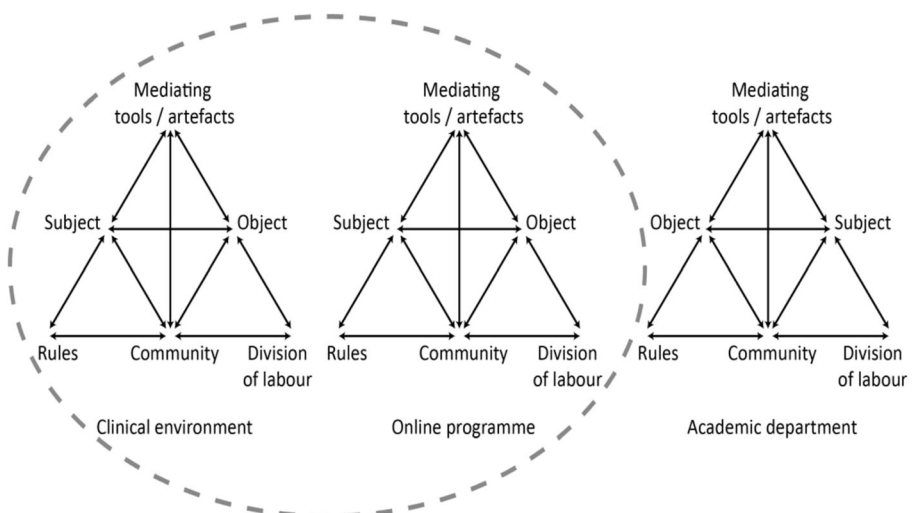 Mediating
tools / artefacts
Subject
Object
Rules
Community
Division
of labour
Clinical environment
Mediating
tools / artefacts
Subject
Object
Rules
Community
Division
of labour
Online programme
Mediating
tools / artefacts
Object
Subject
Rules
Community
Division
of labour
Academic department